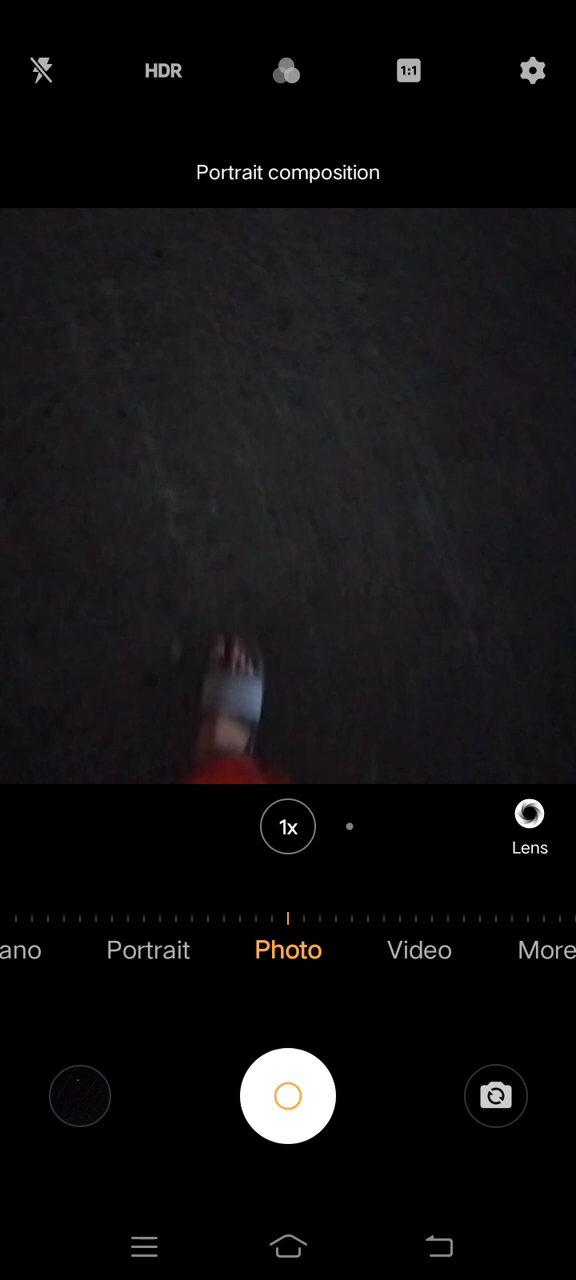 HDR
1:1
Portrait composition
1x
Lens
ano Portrait Photo Video More